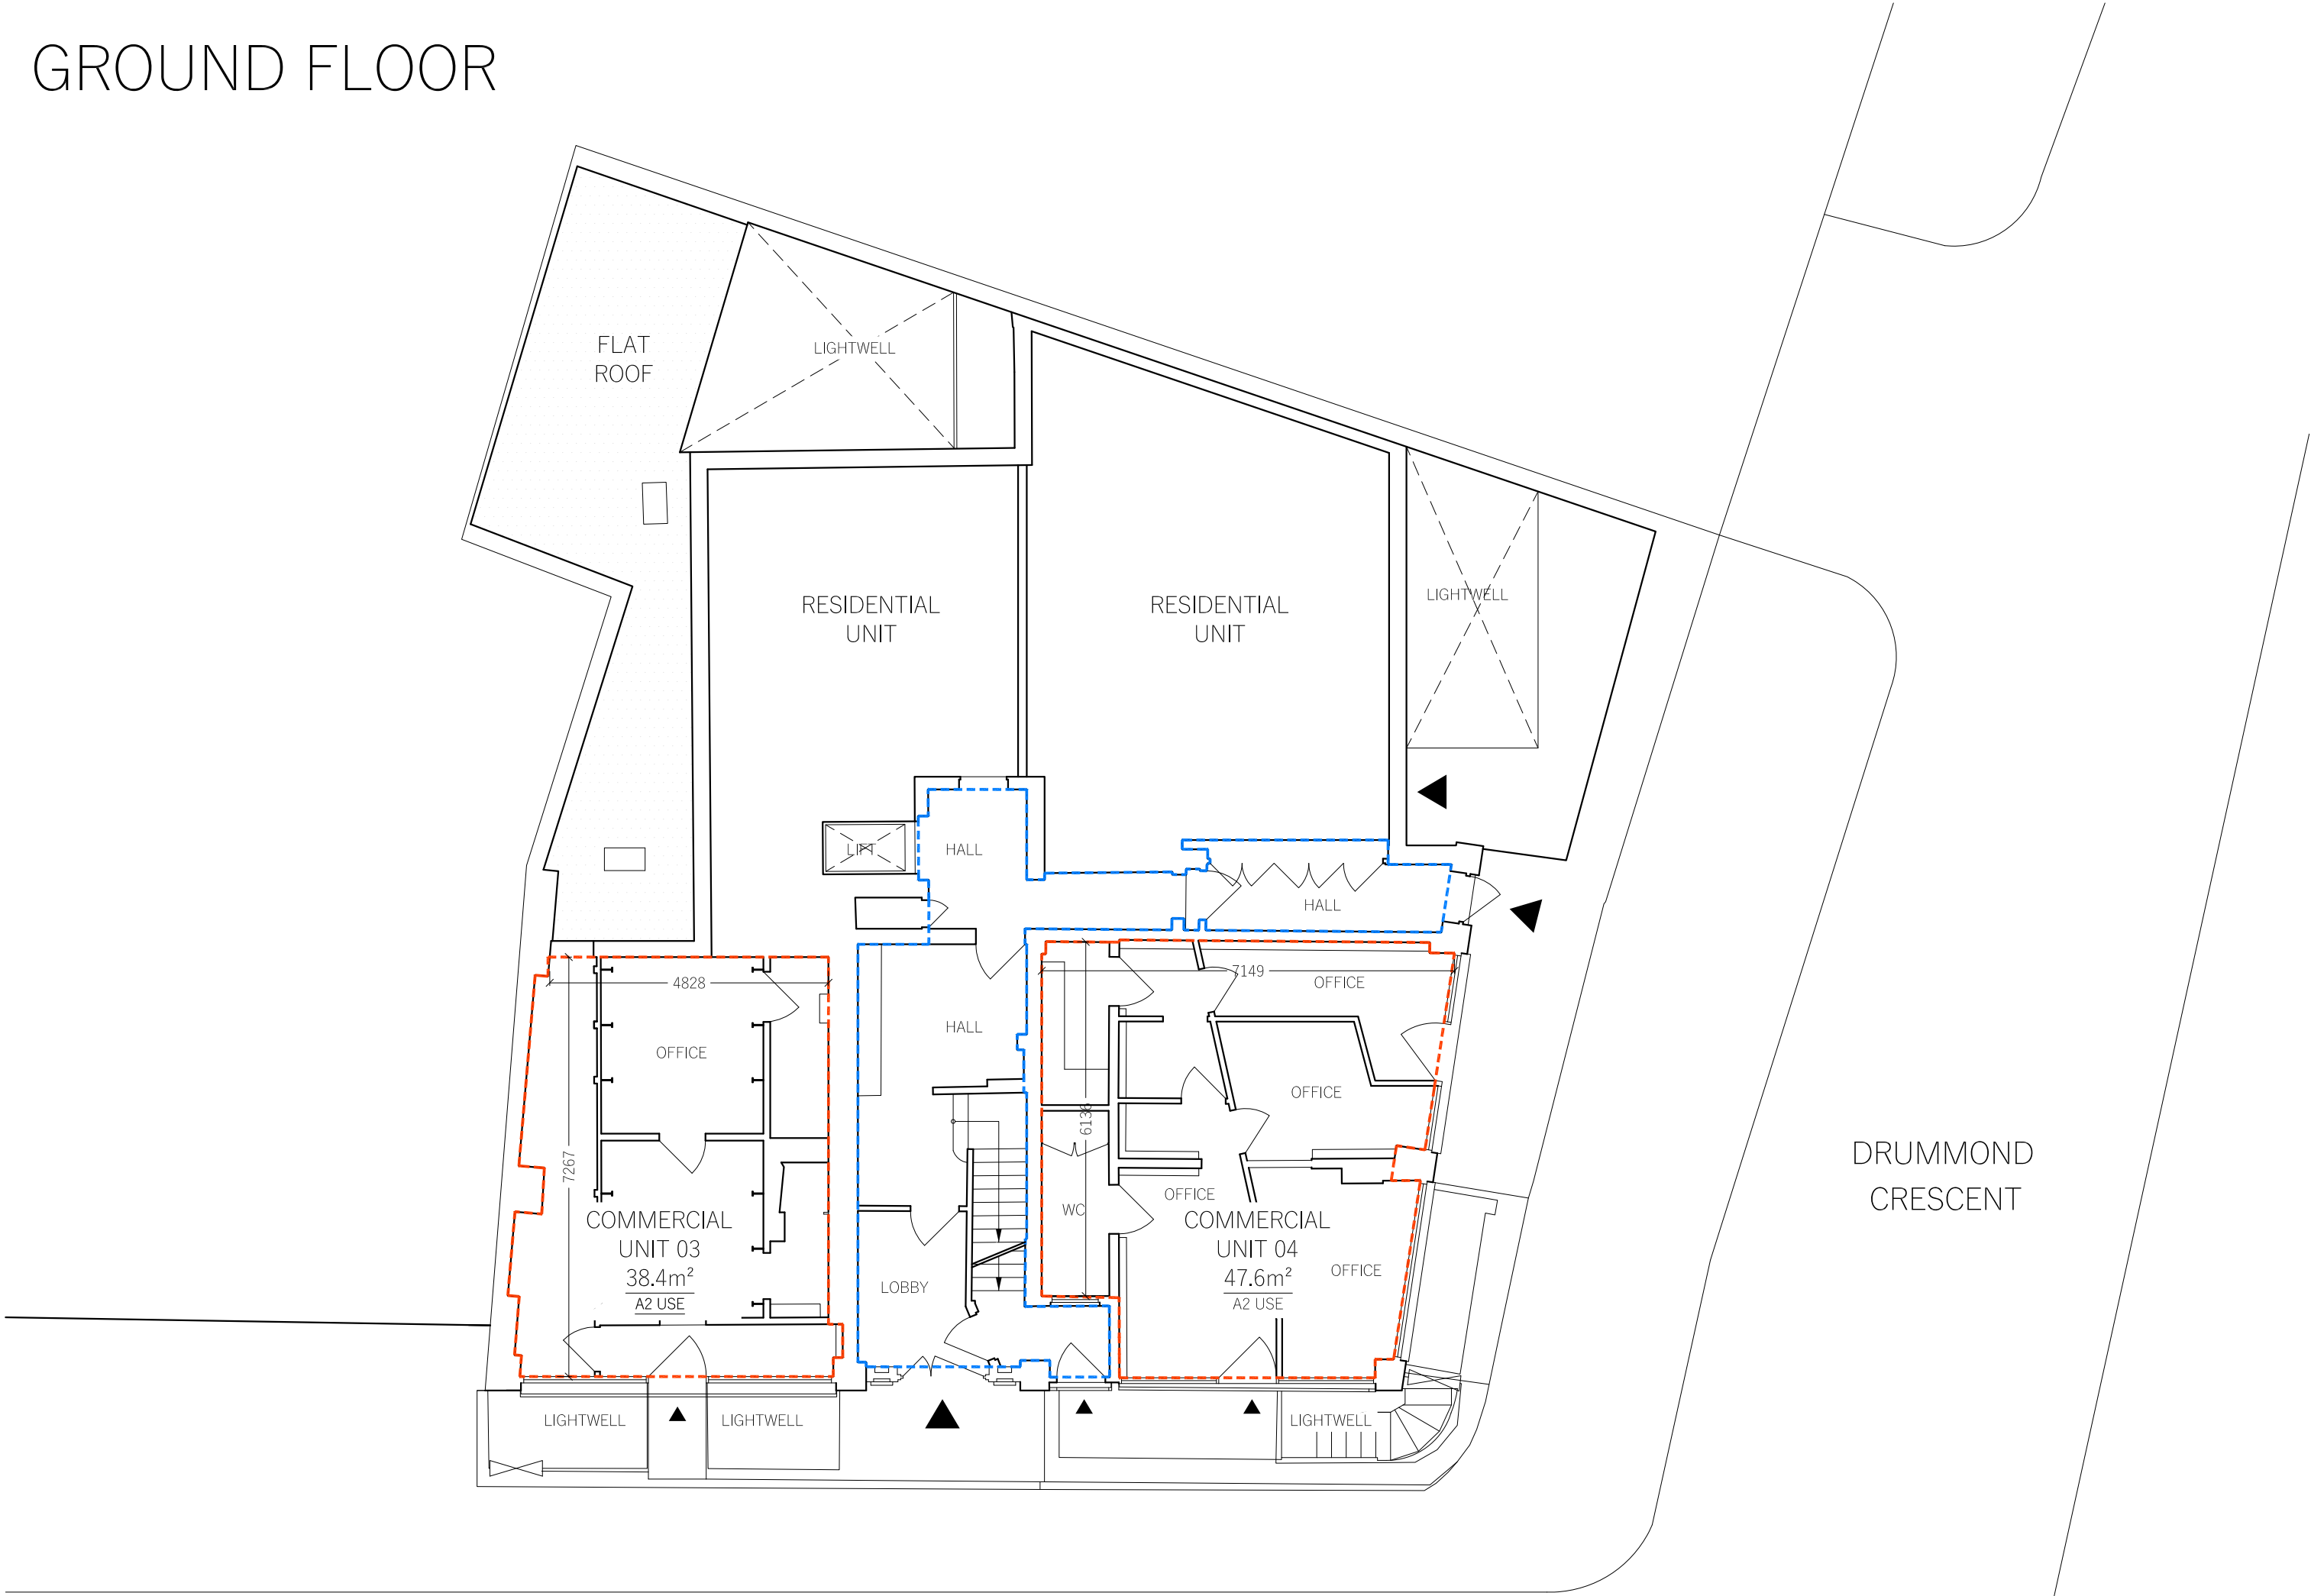 GROUND FLOOR
FLAT
ROOF
LIGHTWELL
RESIDENTIAL
UNIT
RESIDENTIAL
UNIT
LIGHTWELL
LIFT
HALL
HALL
4828
7149
OFFICE
HALL
OFFICE
OFFICE
6136
7267
OFFICE
WC
COMMERCIAL
UNIT 03
38.4m²
A2 USE
COMMERCIAL
UNIT 04
47.6m²
A2 USE
OFFICE
LOBBY
DRUMMOND
CRESCENT
LIGHTWELL
LIGHTWELL
LIGHTWELL